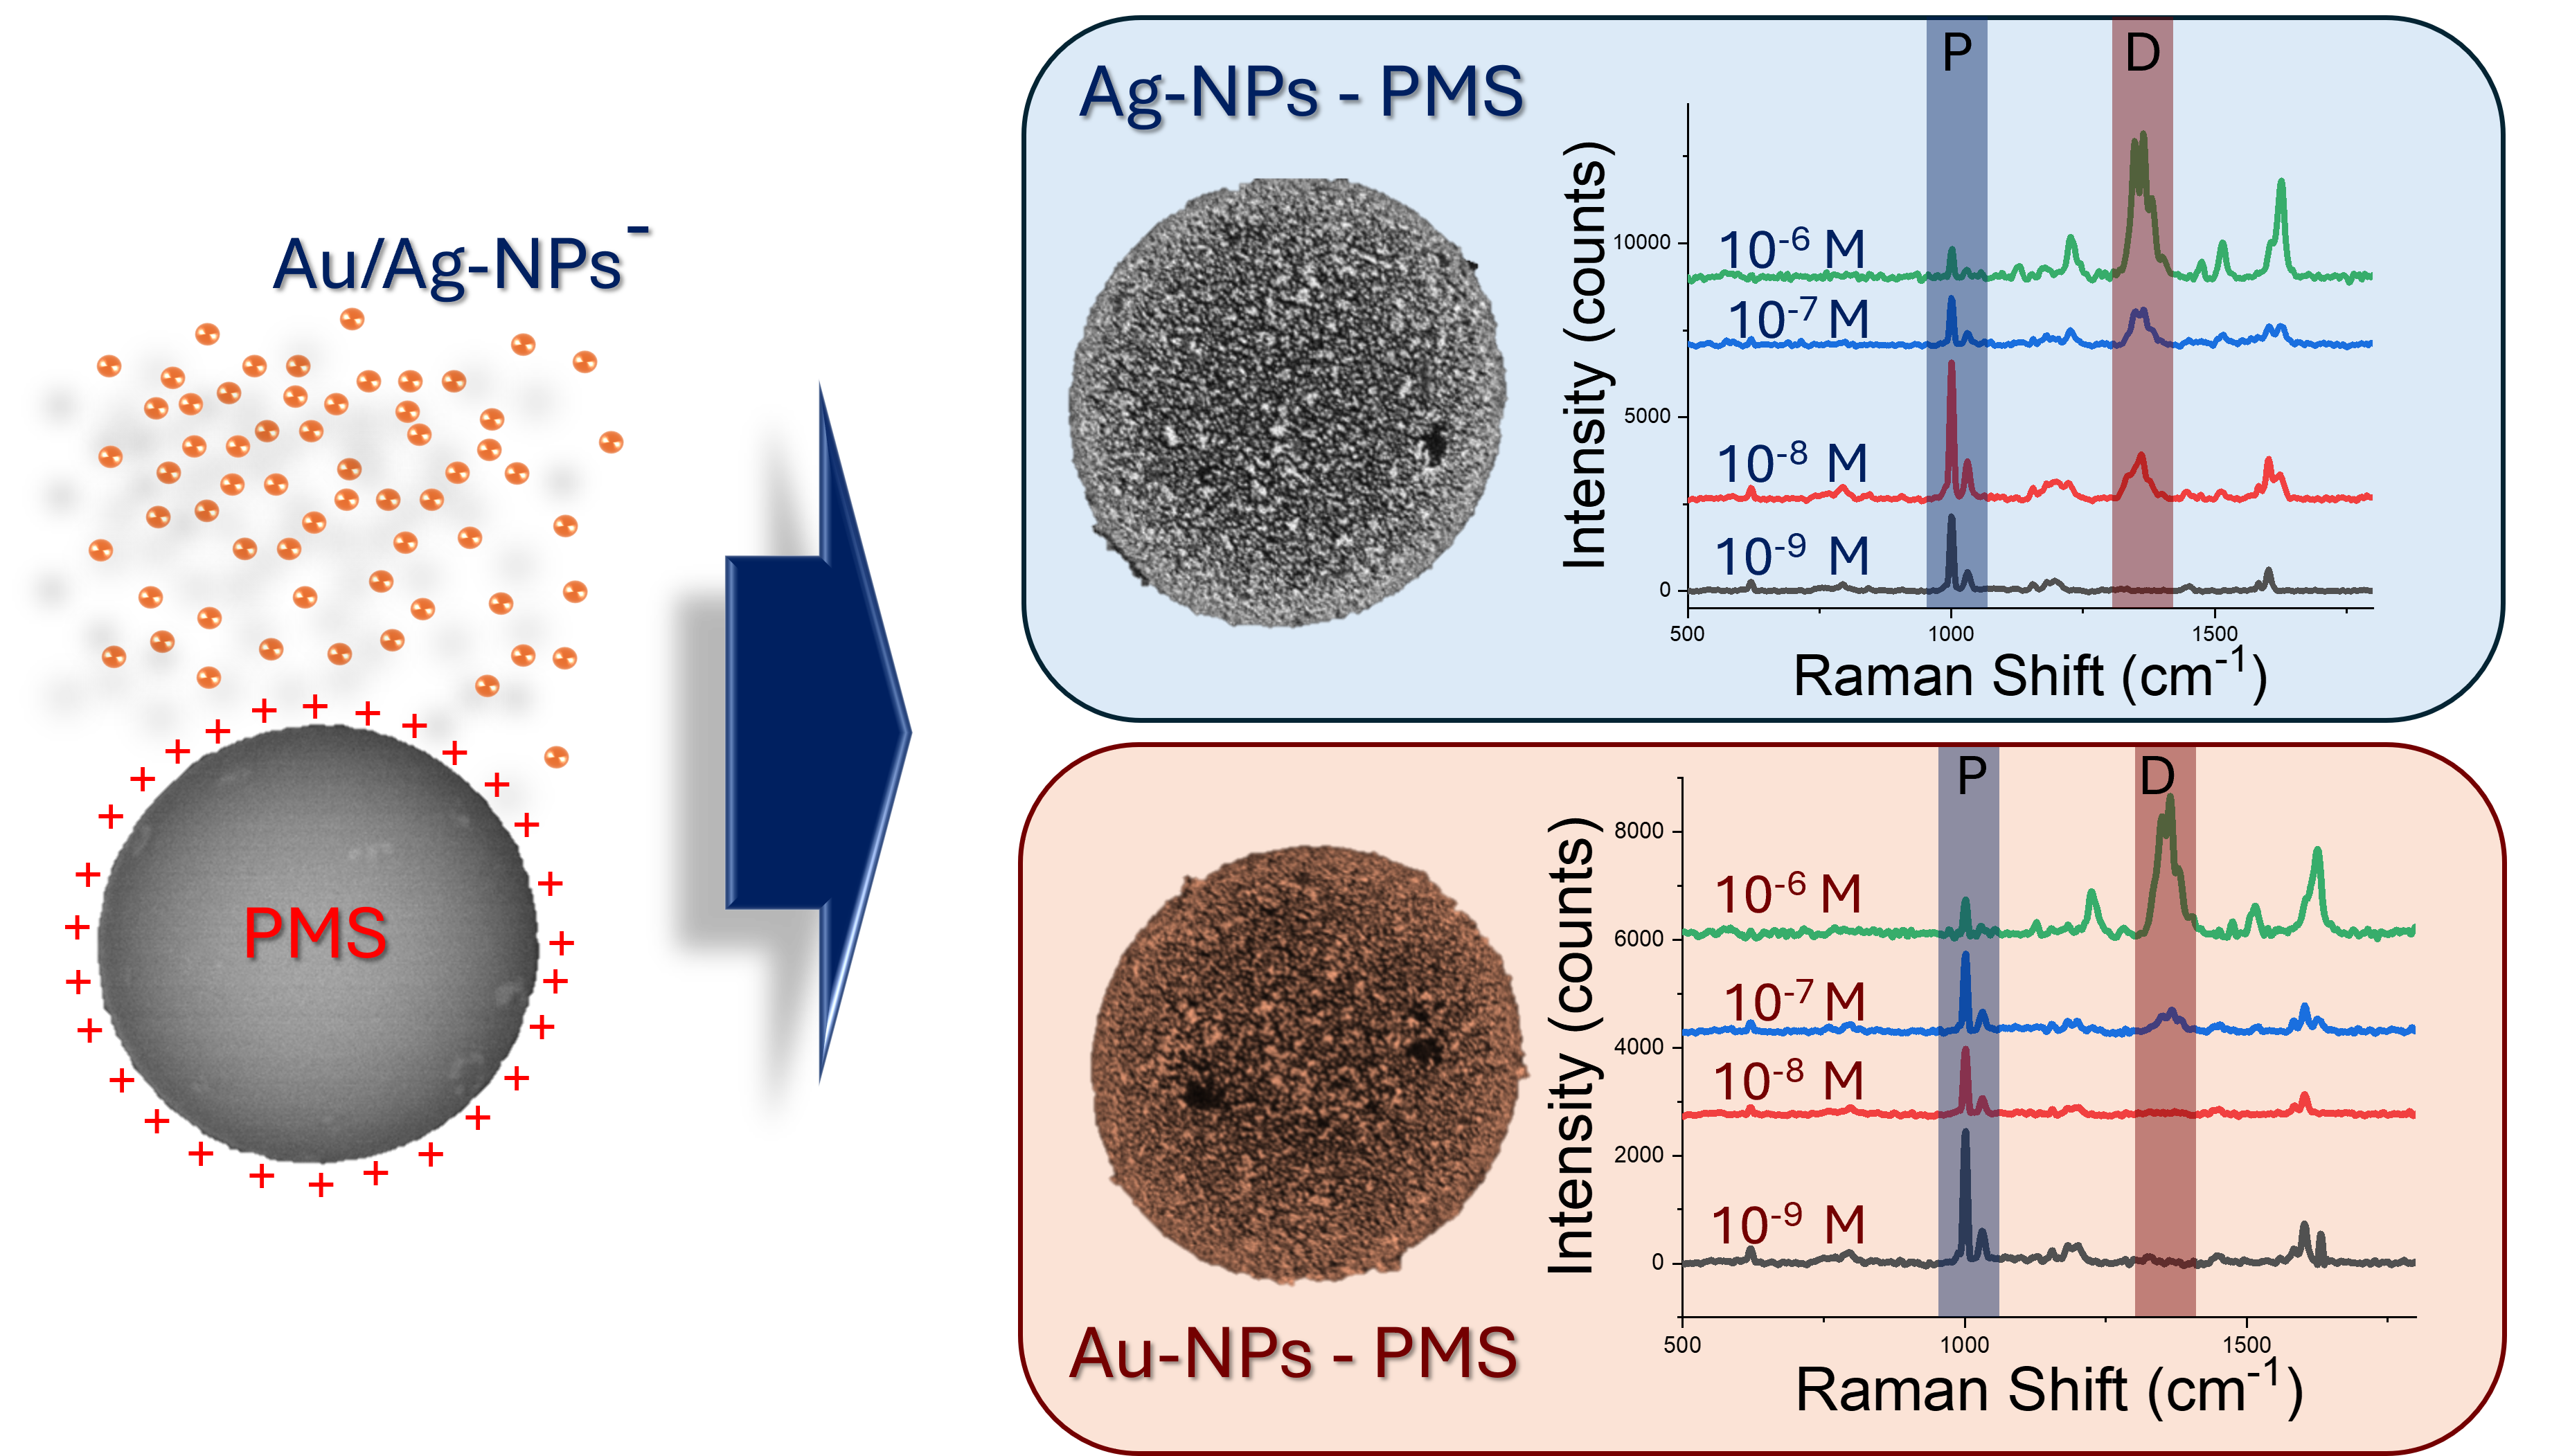 Au/Ag-NPs⁻
+ + + + + + + + + + + + + + + + + + + + + + + + + + + + + + + + + +
PMS
Ag-NPs - PMS
P D
Intensity (counts)
10000
5000
0
10⁻⁶ M
10⁻⁷ M
10⁻⁸ M
10⁻⁹ M
500 1000 1500
Raman Shift (cm⁻¹)
P D
Intensity (counts)
8000
6000
4000
2000
0
10⁻⁶ M
10⁻⁷ M
10⁻⁸ M
10⁻⁹ M
500 1000 1500
Raman Shift (cm⁻¹)
Au-NPs - PMS